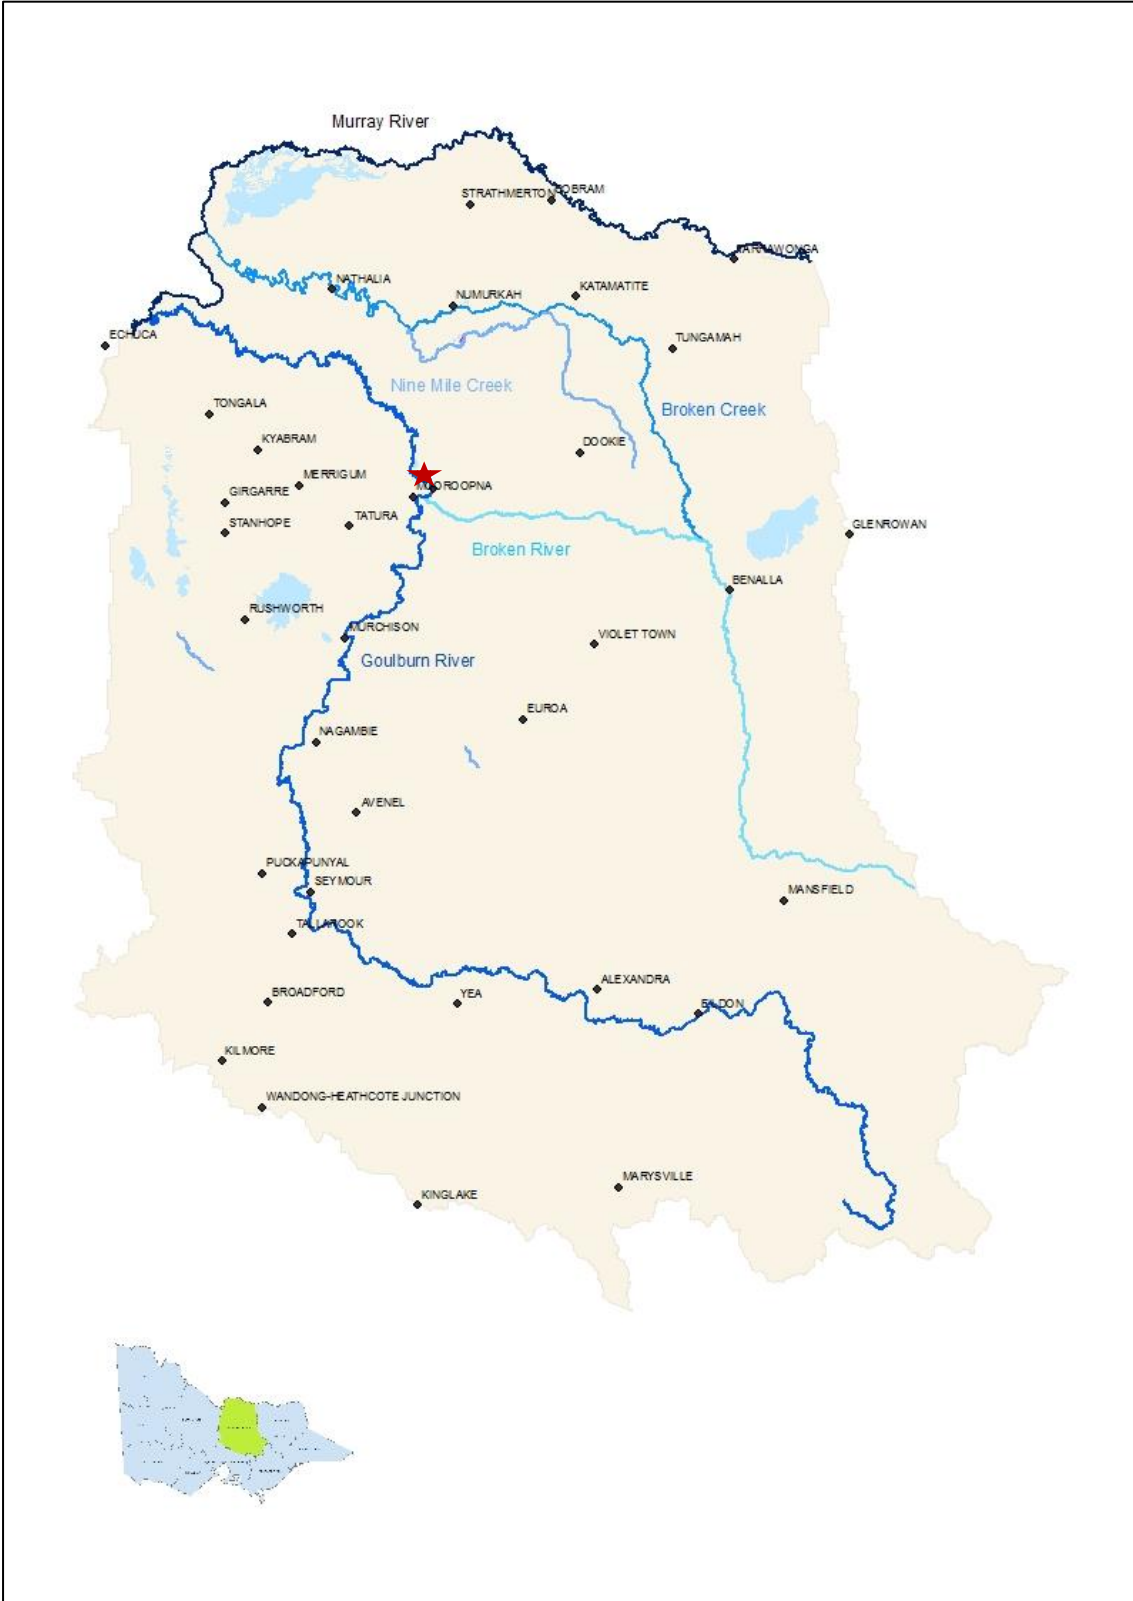 Murray River
STRATHMERTON
COBRAM
YARRAWONGA
NATHALIA
KATAMATITE
NUMURKAH
ECHUCA
TUNGAMAH
Nine Mile Creek
TONGALA
Broken Creek
KYABRAM
DOOKIE
MERRIGUM
MOOROOPNA
GIRGARRE
TATURA
STANHOPE
GLENROWAN
Broken River
BENALLA
RUSHWORTH
MURCHISON
VIOLET TOWN
Goulburn River
EUROA
NAGAMBIE
AVENEL
PUCKAPUNYAL
SEYMOUR
MANSFIELD
TALLAROOK
ALEXANDRA
BROADFORD
YEA
EILDON
KILMORE
WANDONG-HEATHCOTE JUNCTION
MARYSVILLE
KINGLAKE